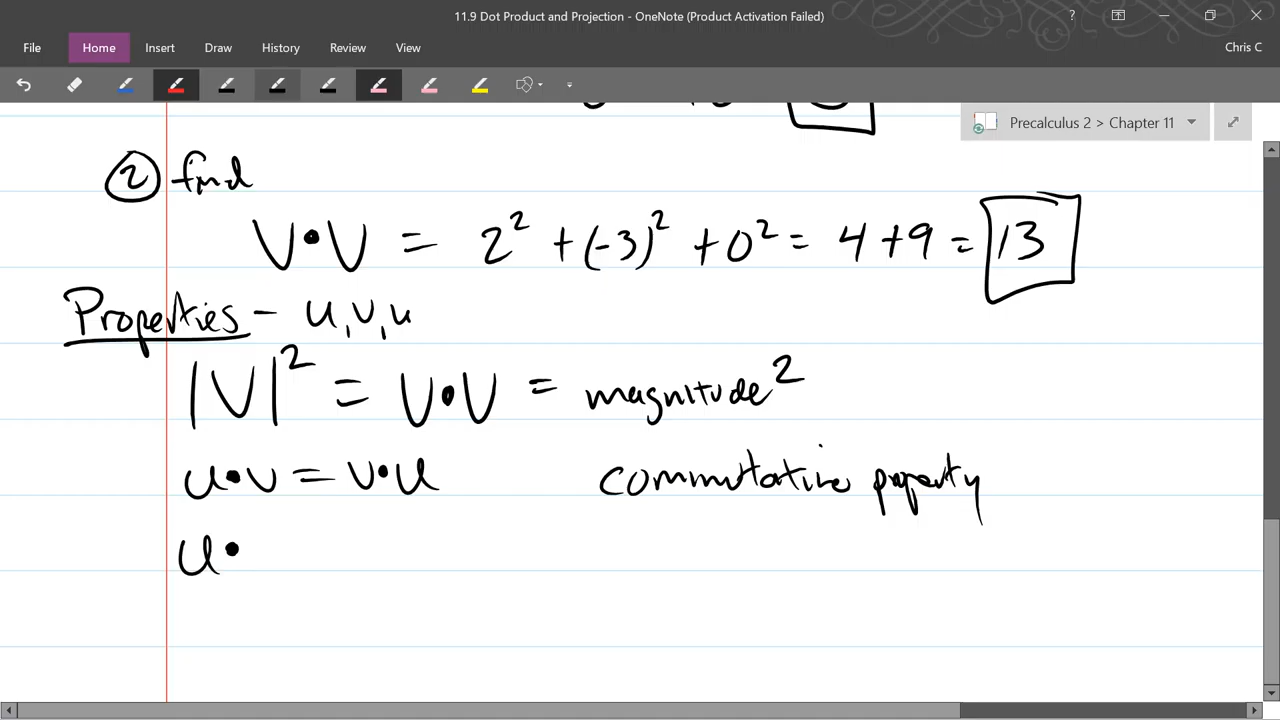 11.9 Dot Product and Projection - OneNote (Product Activation Failed)
File Home Insert Draw History Review View Chris C
Precalculus 2 > Chapter 11
② find
V•V = 2² + (-3)² + 0² = 4 + 9 = 13
Properties - u, v, u
|V|² = V•V = magnitude²
u•v = v•u commutative property
u•